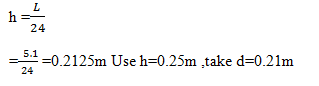 h = L/24
= 5.1/24 =0.2125m Use h=0.25m ,take d=0.21m